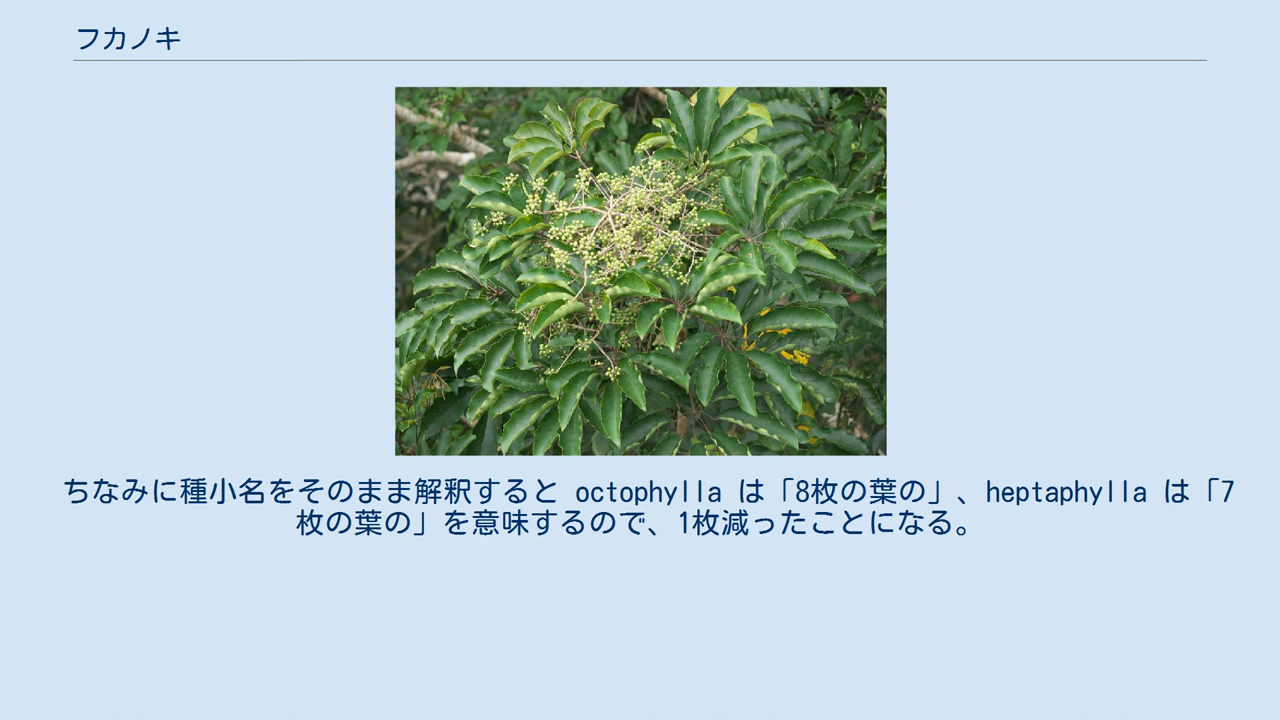 フカノキ
ちなみに種小名をそのまま解釈すると octophylla は「8枚の葉の」、heptaphylla は「7
枚の葉の」を意味するので、1枚減ったことになる。